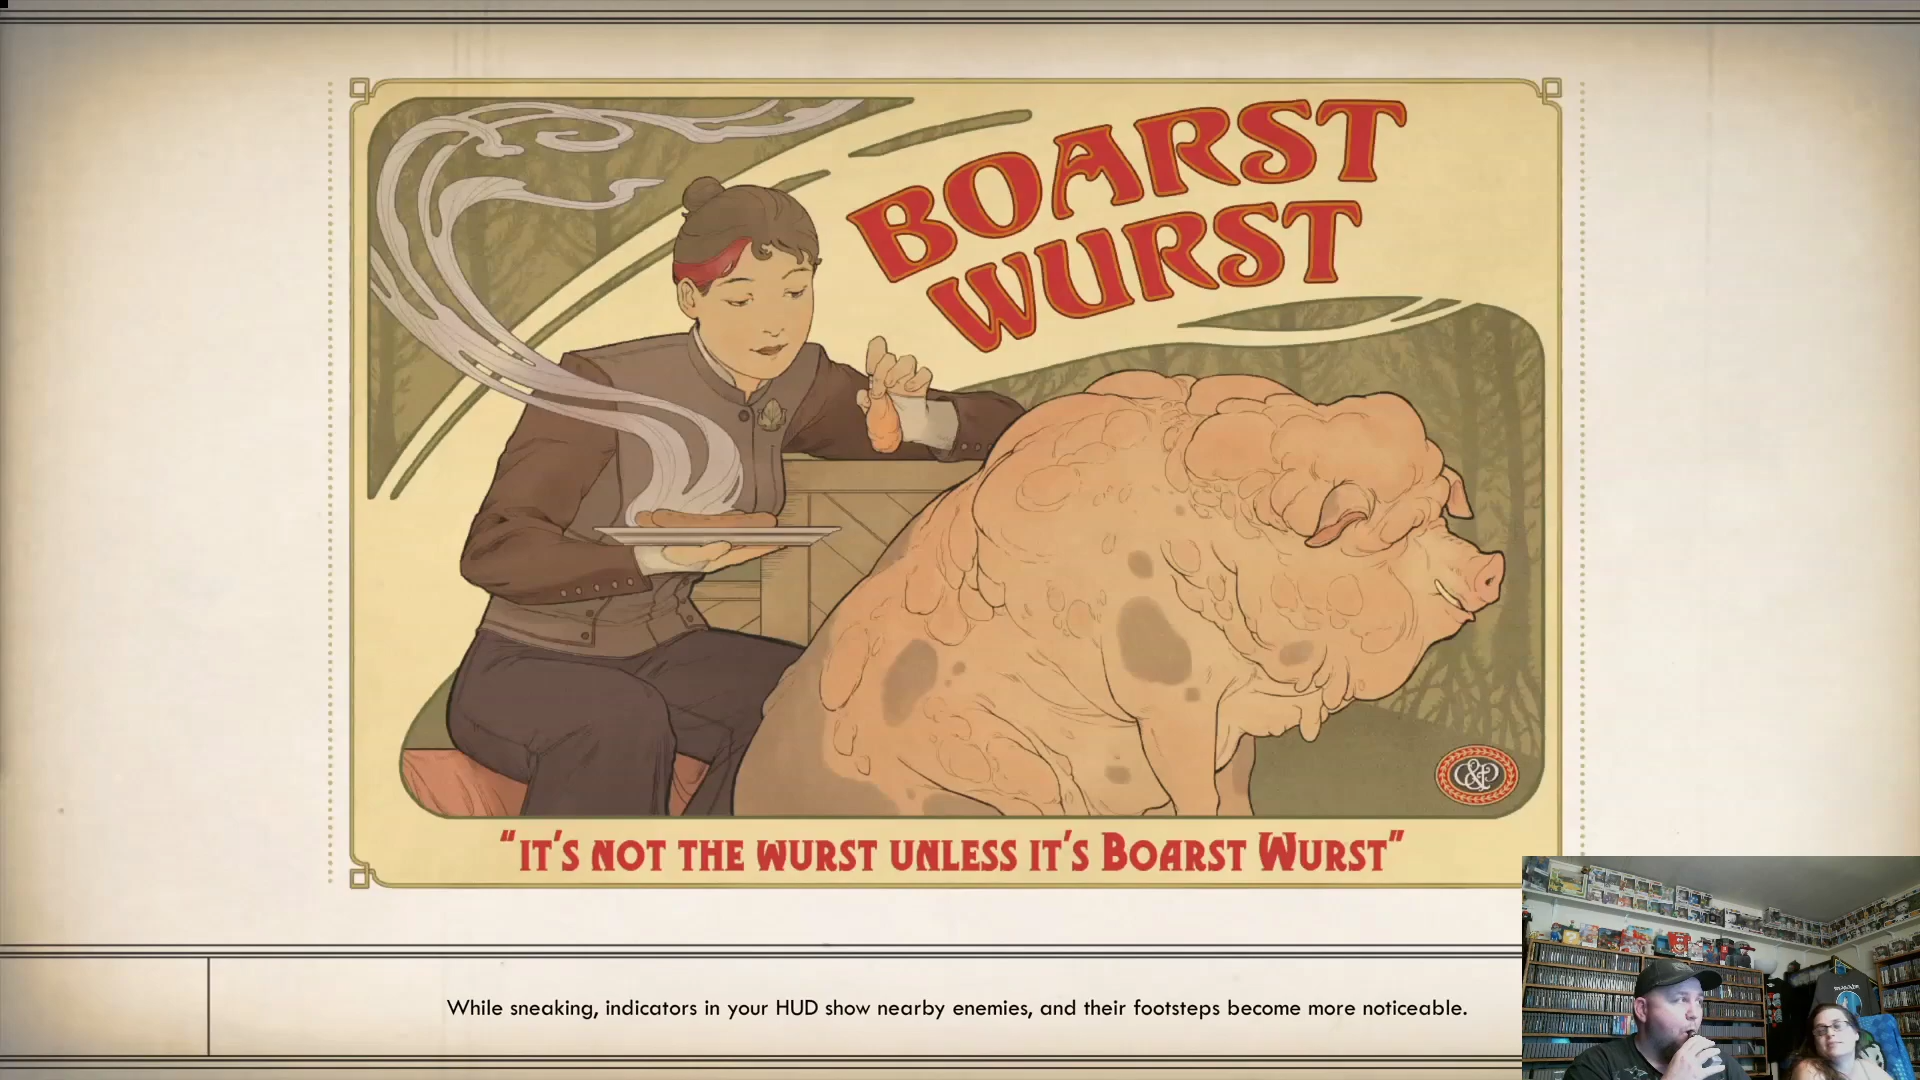 BOARST
WURST
"IT'S NOT THE WURST UNLESS IT'S BOARST WURST"
While sneaking, indicators in your HUD show nearby enemies, and their footsteps become more noticeable.